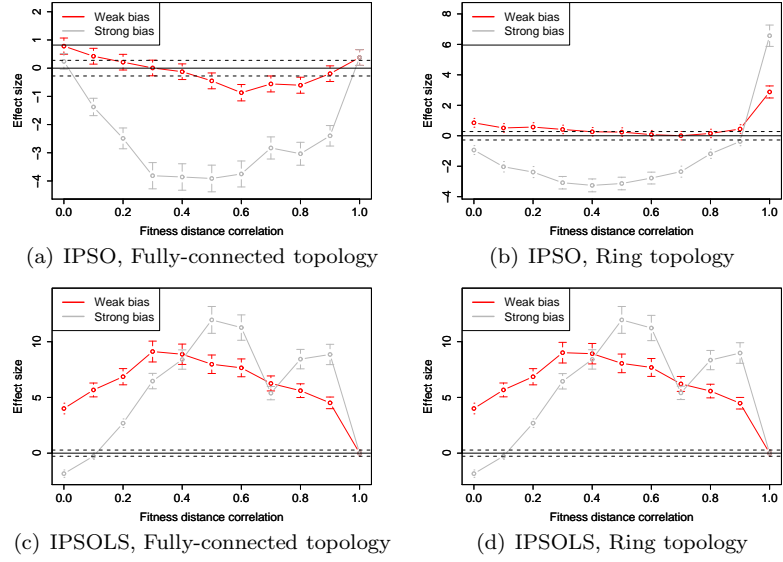 Weak bias
Strong bias
2
1
0
-1
-2
-3
-4
Effect size
0.0 0.2 0.4 0.6 0.8 1.0
Fitness distance correlation
(a) IPSO, Fully-connected topology
Weak bias
Strong bias
8
6
4
2
0
-2
-4
Effect size
0.0 0.2 0.4 0.6 0.8 1.0
Fitness distance correlation
(b) IPSO, Ring topology
Weak bias
Strong bias
10
5
0
Effect size
0.0 0.2 0.4 0.6 0.8 1.0
Fitness distance correlation
(c) IPSOLS, Fully-connected topology
Weak bias
Strong bias
10
5
0
Effect size
0.0 0.2 0.4 0.6 0.8 1.0
Fitness distance correlation
(d) IPSOLS, Ring topology